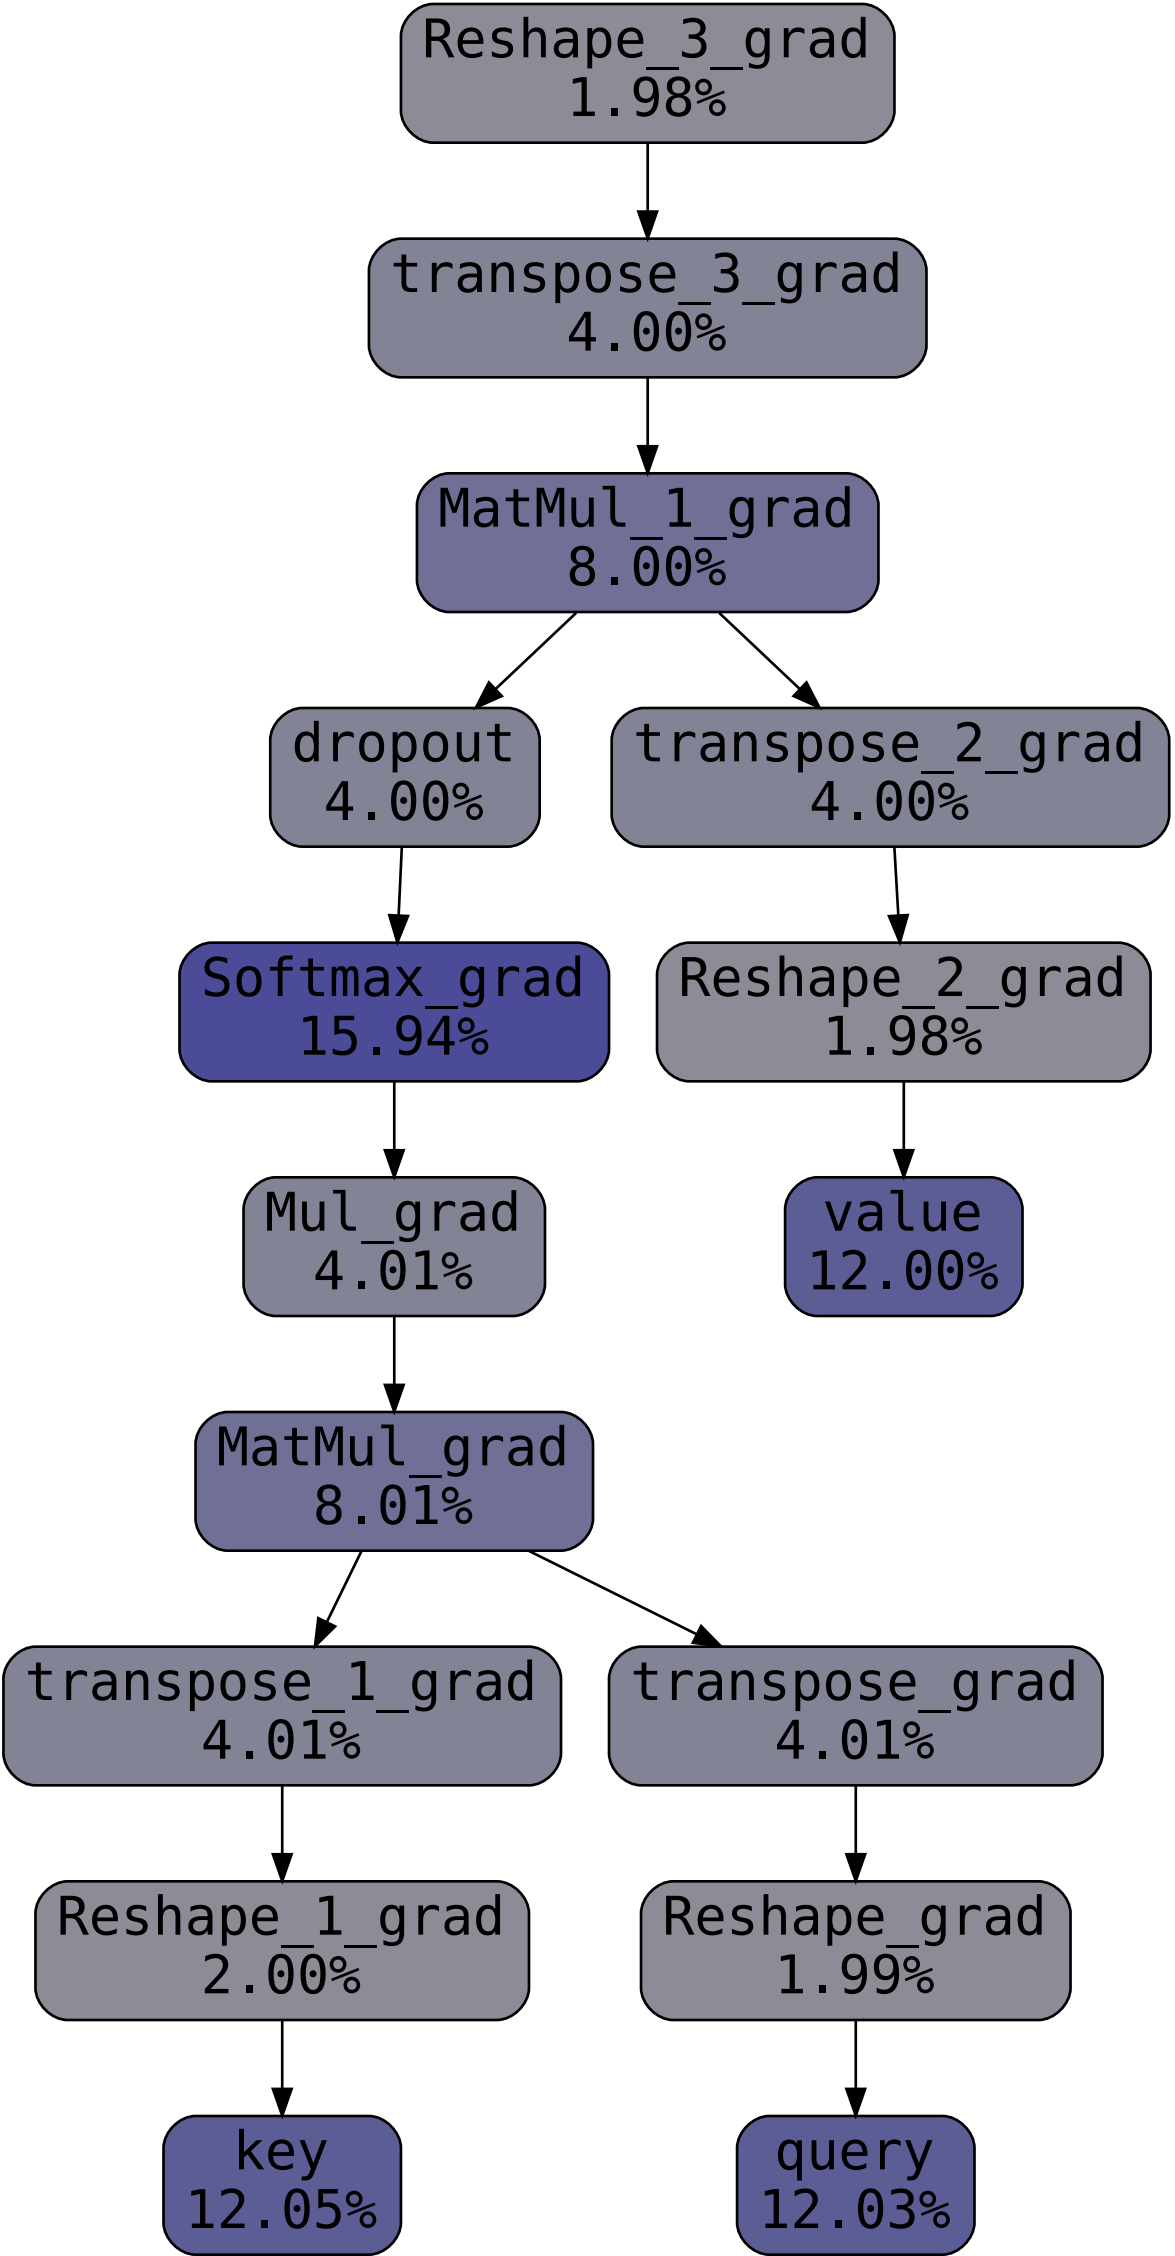 Reshape_3_grad
1.98%
transpose_3_grad
4.00%
MatMul_1_grad
8.00%
dropout
4.00%
transpose_2_grad
4.00%
Softmax_grad
15.94%
Reshape_2_grad
1.98%
Mul_grad
4.01%
value
12.00%
MatMul_grad
8.01%
transpose_1_grad
4.01%
transpose_grad
4.01%
Reshape_1_grad
2.00%
Reshape_grad
1.99%
key
12.05%
query
12.03%